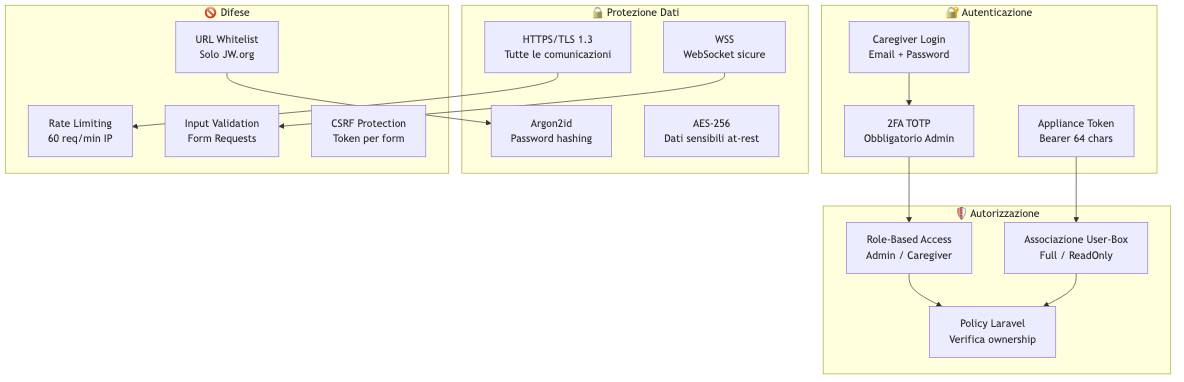 🚫 Difese
URL Whitelist
Solo JW.org
Rate Limiting
60 req/min IP
Input Validation
Form Requests
CSRF Protection
Token per form
🔒 Protezione Dati
HTTPS/TLS 1.3
Tutte le comunicazioni
WSS
WebSocket sicure
Argon2id
Password hashing
AES-256
Dati sensibili at-rest
🔐 Autenticazione
Caregiver Login
Email + Password
2FA TOTP
Obbligatorio Admin
Appliance Token
Bearer 64 chars
🛡️ Autorizzazione
Role-Based Access
Admin / Caregiver
Associazione User-Box
Full / ReadOnly
Policy Laravel
Verifica ownership